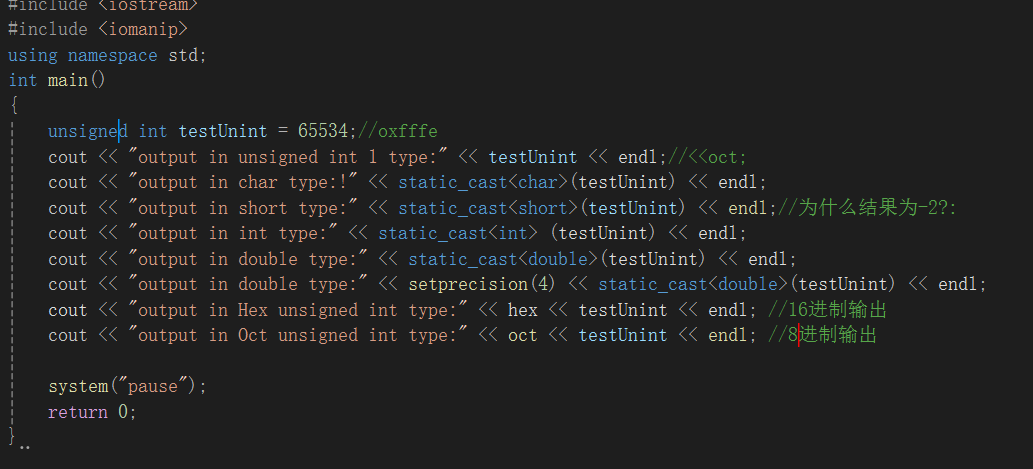 #include <iostream>
#include <iomanip>
using namespace std;
int main()
{
unsigned int testUnint = 65534;//oxfffe
cout << "output in unsigned int 1 type:" << testUnint << endl;//<<oct;
cout << "output in char type:!" << static_cast<char>(testUnint) << endl;
cout << "output in short type:" << static_cast<short>(testUnint) << endl;//为什么结果为-2?:
cout << "output in int type:" << static_cast<int> (testUnint) << endl;
cout << "output in double type:" << static_cast<double>(testUnint) << endl;
cout << "output in double type:" << setprecision(4) << static_cast<double>(testUnint) << endl;
cout << "output in Hex unsigned int type:" << hex << testUnint << endl; //16进制输出
cout << "output in Oct unsigned int type:" << oct << testUnint << endl; //8进制输出
system("pause");
return 0;
}